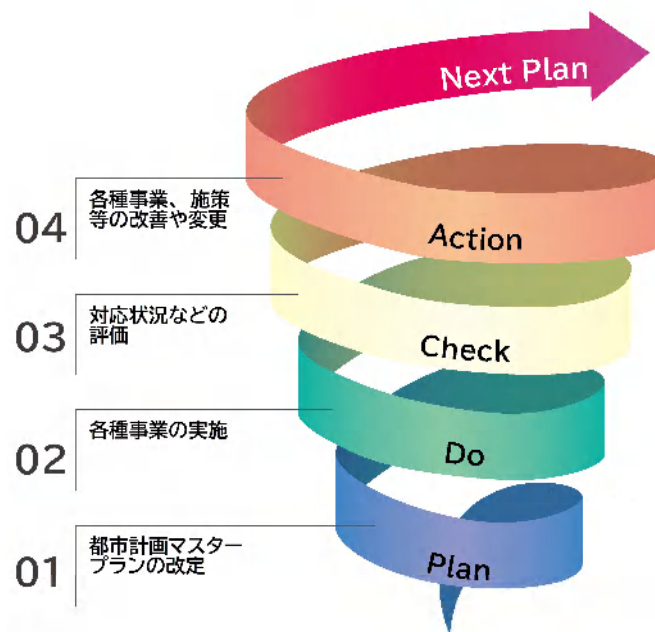 Next Plan
04
各種事業、施策
等の改善や変更
Action
03
対応状況などの
評価
Check
02
各種事業の実施
Do
01
都市計画マスター
プランの改定
Plan